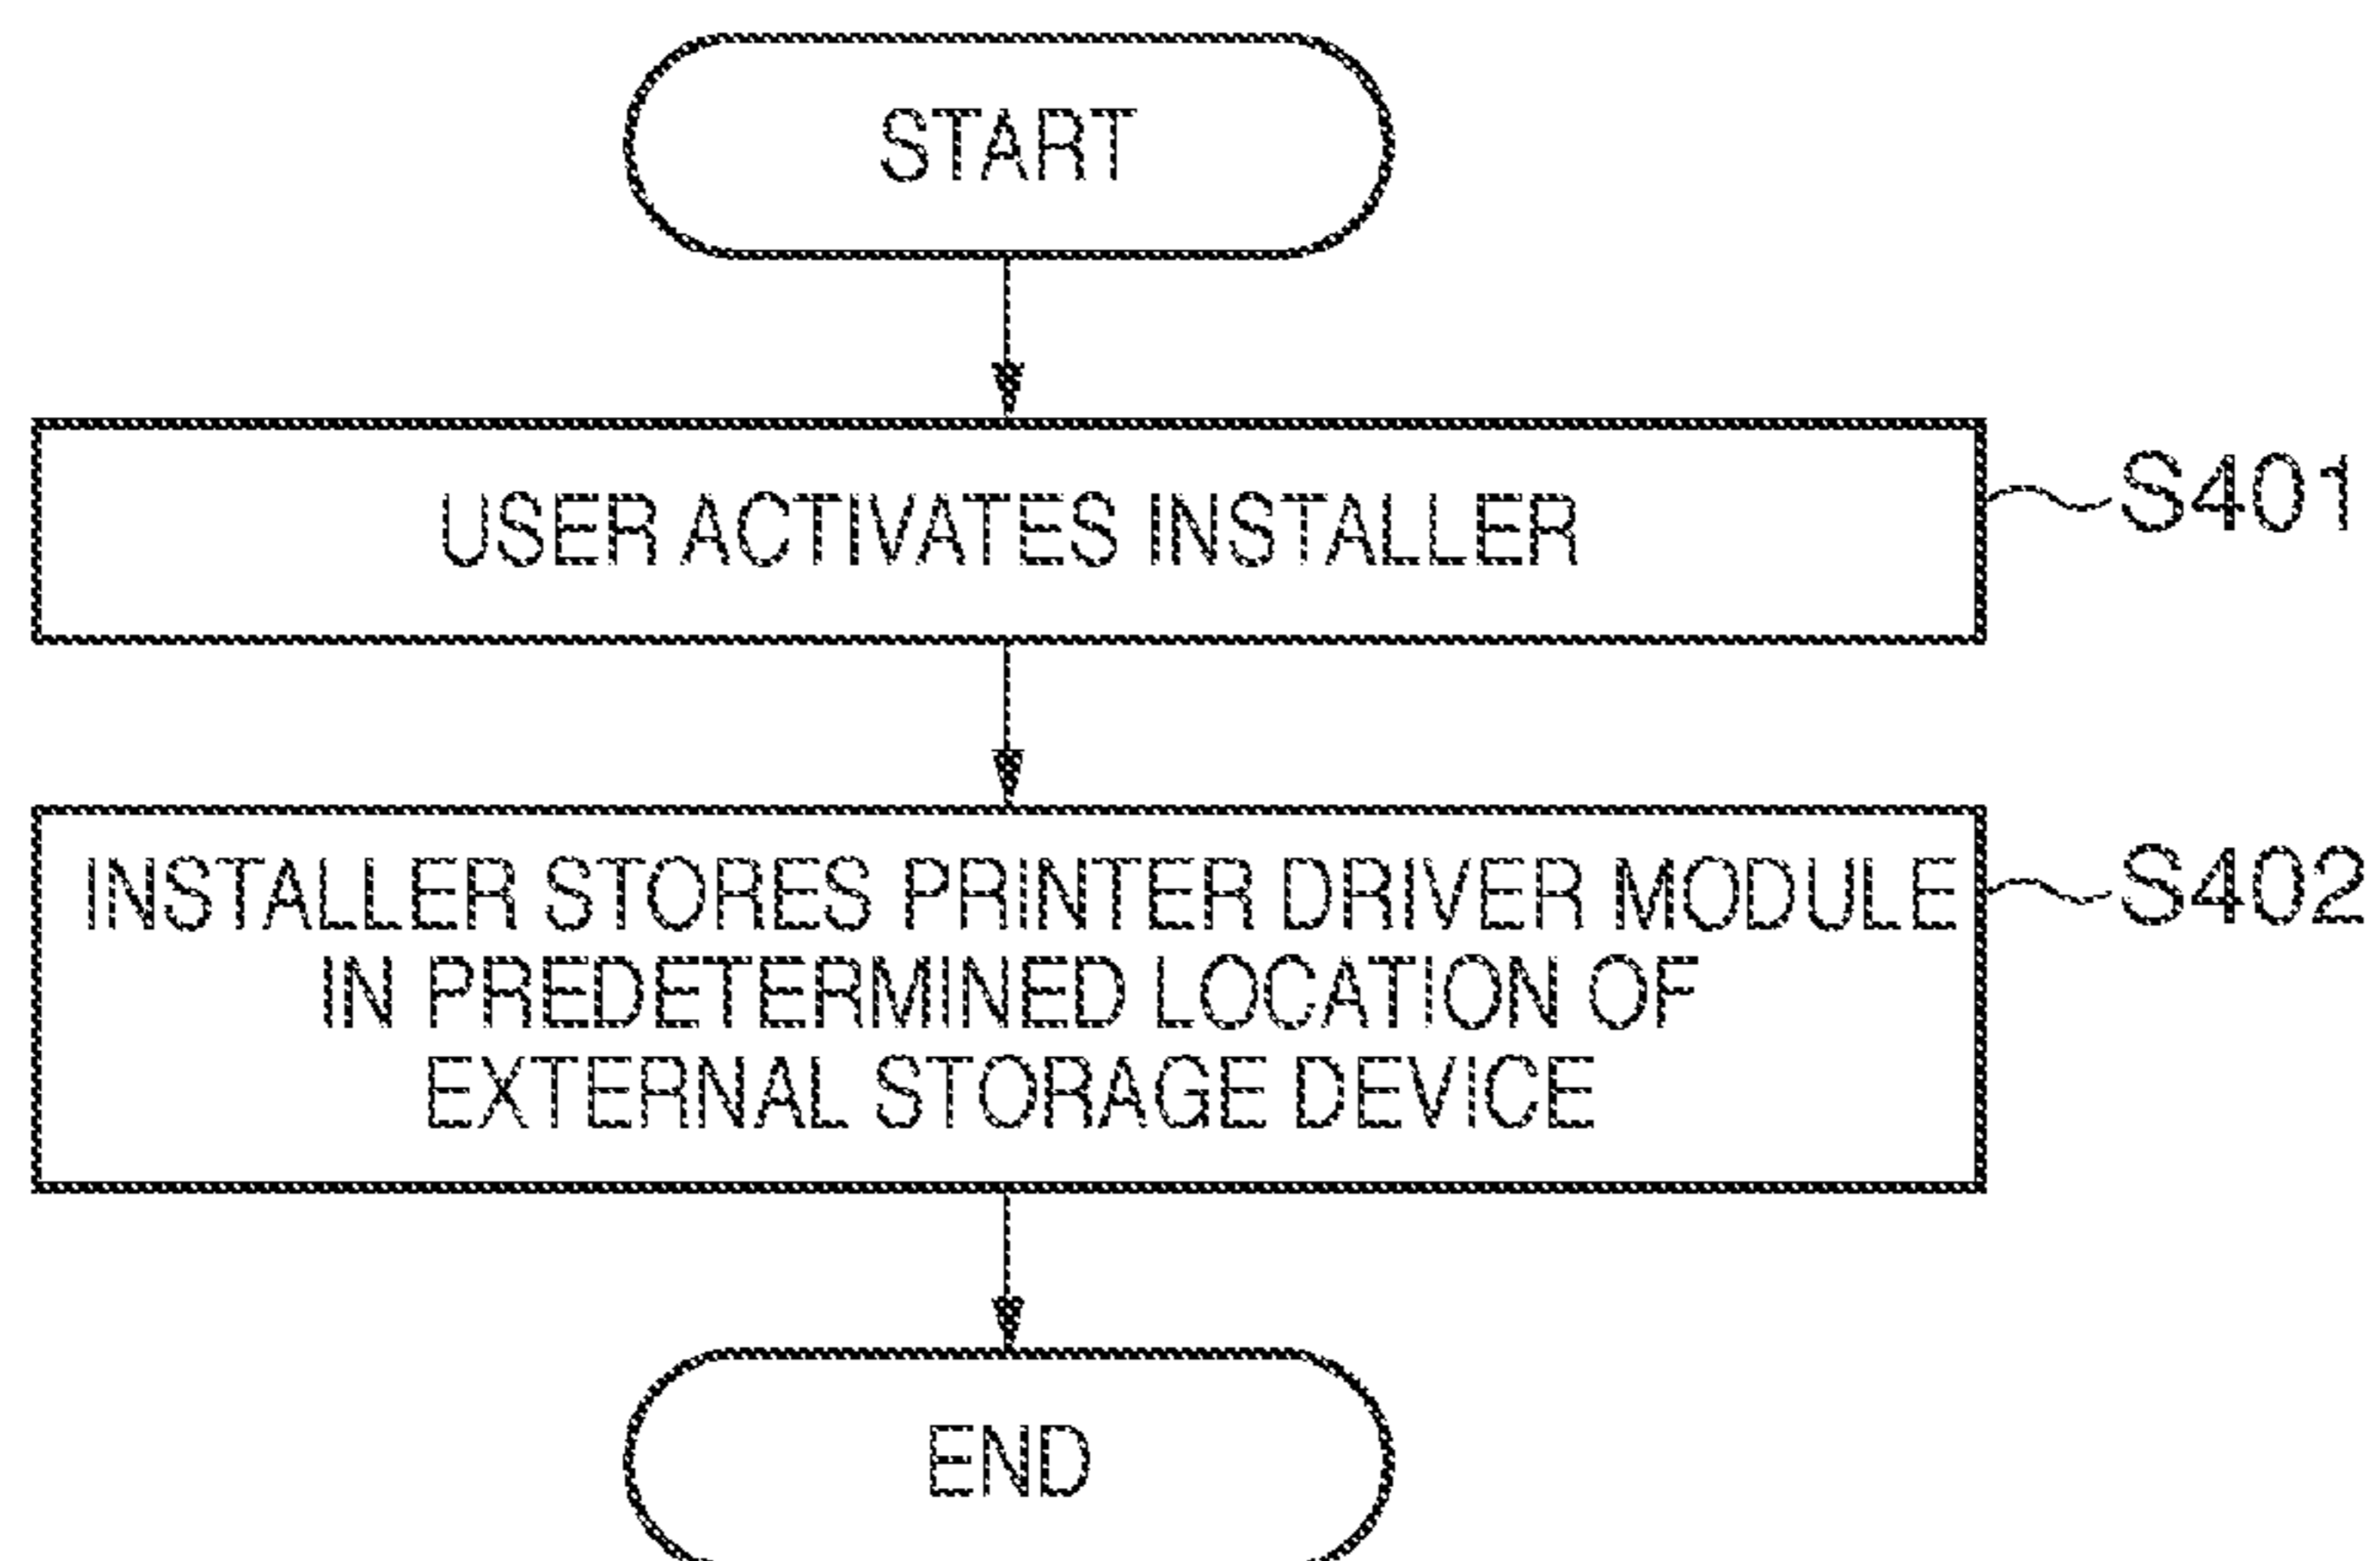 START
USER ACTIVATES INSTALLER
S401
INSTALLER STORES PRINTER DRIVER MODULE
IN PREDETERMINED LOCATION OF
EXTERNAL STORAGE DEVICE
S402
END